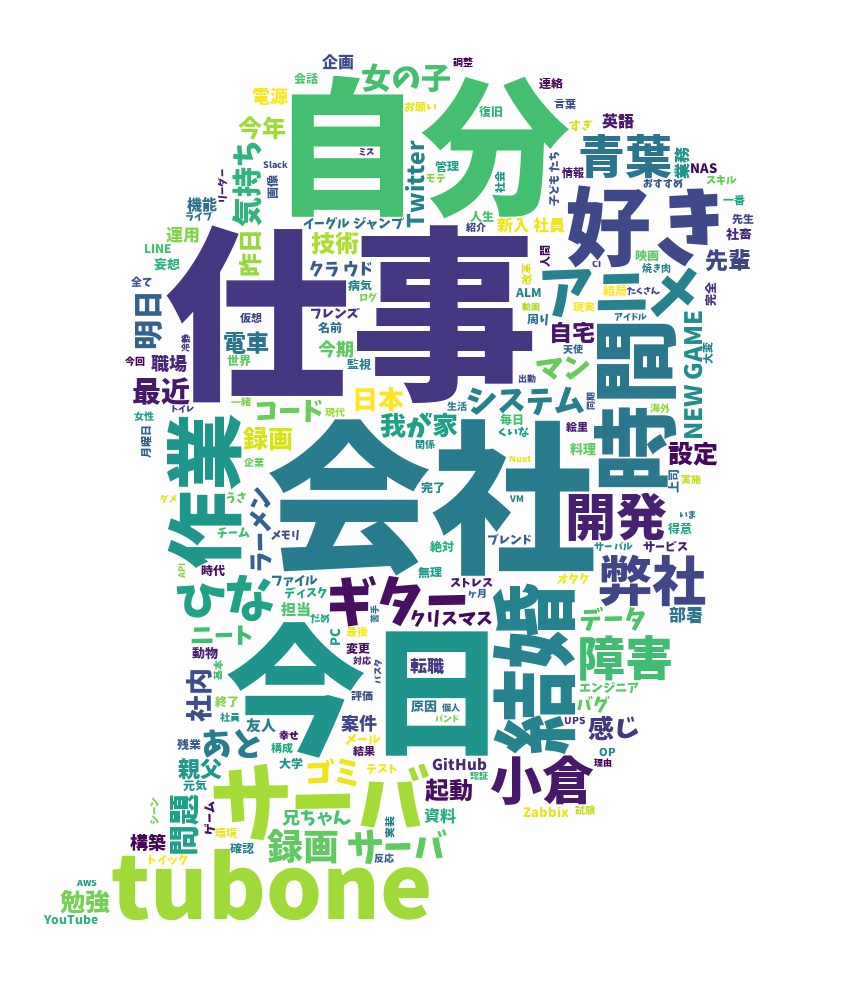 企画
調整
会話
女の子
連絡
電源
お願い
言葉
自分
復旧
すぎ
英語
今年
ミス
青葉
業務
気持ち
Slack
Twitter
管理
子どもたち
NAS
リーダー
画像
モテ
社会
情報
おすすめ
スキル
機能
ライブ
イーグル ジャンプ
人生
紹介
新入 社員
好き
一番
先生
運用
技術
社畜
LINE
昨日
仕事
人間
映画
先輩
妄想
クラウド
改革
CI
焼き肉
全て
病気
アニメ
ログ
ALM
結局
たくさん
完全
明日
仮想
フレンズ
動画
現実
名前
周り
アイドル
電車
自宅
時間
NEW GAME
大変
今回
職場
世界
今期
監視
天使
マン
最近
出勤
トイレ
一緒
日本
生活
システム
同期
女性
コード
現代
我が家
毎日
海外
月曜日
作業
録画
関係
くいな
絵里
料理
設定
企業
会社
Nuxt
上司
実施
ダメ
うさ
ラーメン
完了
VM
開発
いま
チーム
メモリ
ブレンド
得意
絶対
サーバル
サービス
API
時代
ファイル
無理
オタク
弊社
ひな
ディスク
ギター
ストレス
ヶ月
結婚
担当
だめ
苦手
クリスマス
データ
部署
ニート
PC
最後
今日
動物
変更
障害
基本
対応
バスタ
転職
社内
評価
エンジニア
終了
原因
個人
バグ
社員
案件
バンド
UPS
感じ
友人
残業
あと
幸せ
メール
構成
結果
OP
親父
大学
ゴミ
テスト
GitHub
理由
認証
元気
サーバ
起動
小倉
シーン
問題
ゲーム
兄ちゃん
資料
Zabbix
試験
構築
環境
実装
確認
録画 サーバ
トイック
反応
tubone
AWS
勉強
YouTube